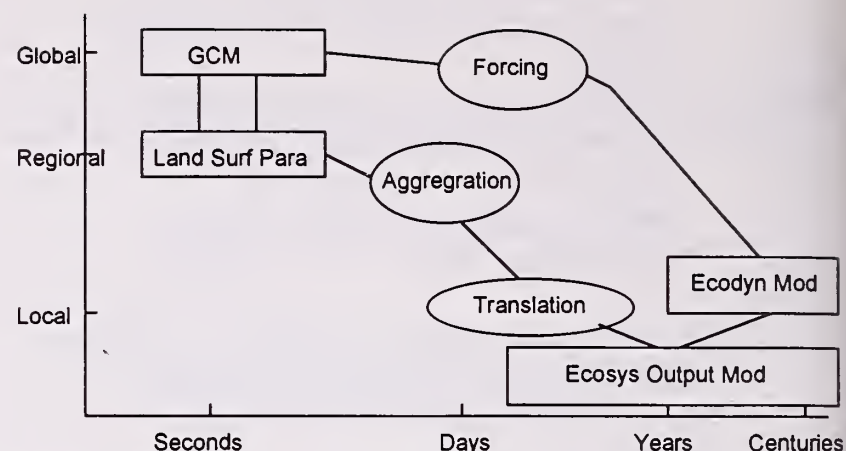 Global
GCM
Forcing
Regional
Land Surf Para
Aggregration
Ecodyn Mod
Translation
Local
Ecosys Output Mod
Seconds
Days
Years
Centuries